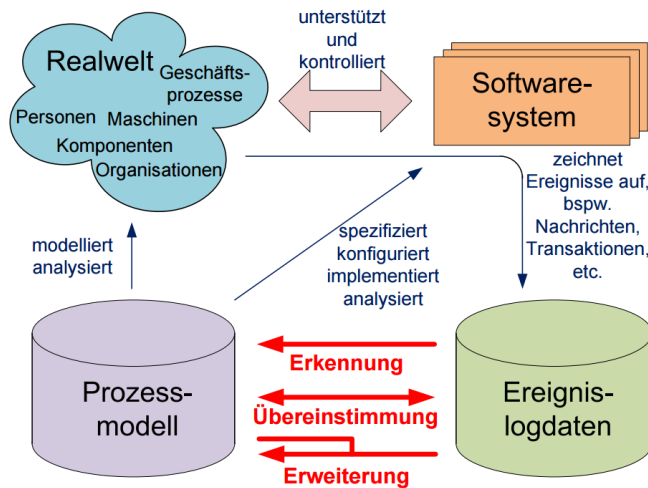 unterstützt
und
kontrolliert
Realwelt
Geschäfts-
prozesse
Personen
Maschinen
Komponenten
Organisationen
Software-
system
zeichnet
Ereignisse auf,
bspw.
Nachrichten,
Transaktionen,
etc.
modelliert
analysiert
spezifiziert
konfiguriert
implementiert
analysiert
Prozess-
modell
Erkennung
Übereinstimmung
Erweiterung
Ereignis-
logdaten